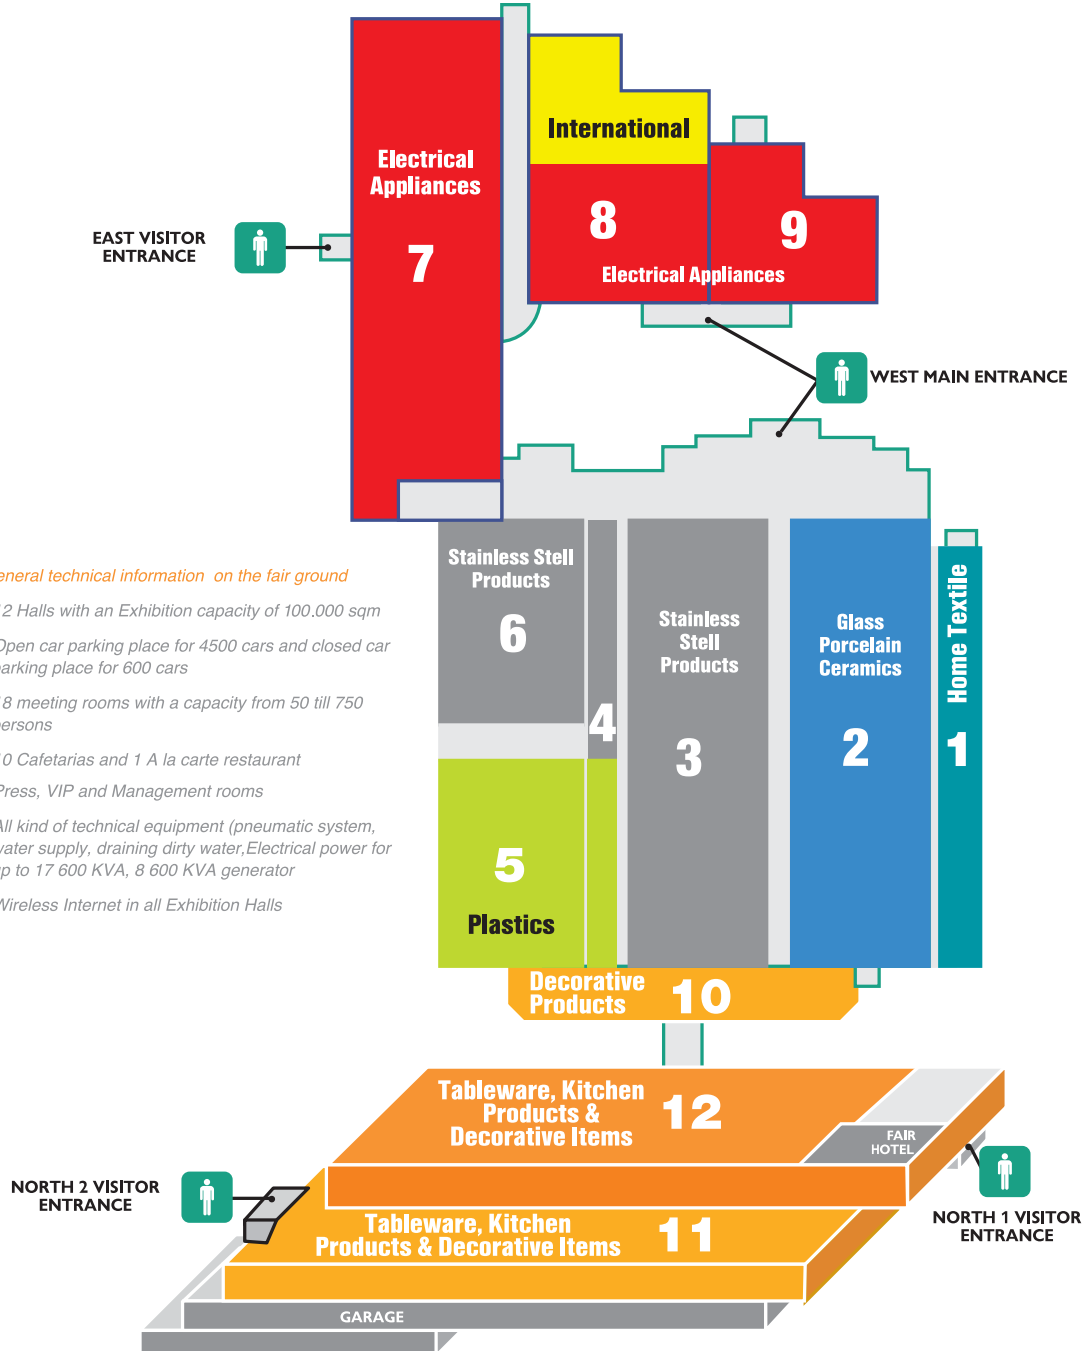 International
Electrical
Appliances
7
8
9
Electrical Appliances
EAST VISITOR
ENTRANCE
WEST MAIN ENTRANCE
eneral technical information on the fair ground
2 Halls with an Exhibition capacity of 100.000 sqm
Open car parking place for 4500 cars and closed car
parking place for 600 cars
8 meeting rooms with a capacity from 50 till 750
persons
0 Cafetarias and 1 A la carte restaurant
Press, VIP and Management rooms
All kind of technical equipment (pneumatic system,
water supply, draining dirty water,Electrical power for
up to 17 600 KVA, 8 600 KVA generator
Wireless Internet in all Exhibition Halls
Stainless Stell
Products
6
4
Stainless
Stell
Products
3
Glass
Porcelain
Ceramics
2
Home Textile
1
5
Plastics
Decorative
Products
10
Tableware, Kitchen
Products &
Decorative Items
12
FAIR
HOTEL
NORTH 2 VISITOR
ENTRANCE
NORTH 1 VISITOR
ENTRANCE
Tableware, Kitchen
Products & Decorative Items
11
GARAGE